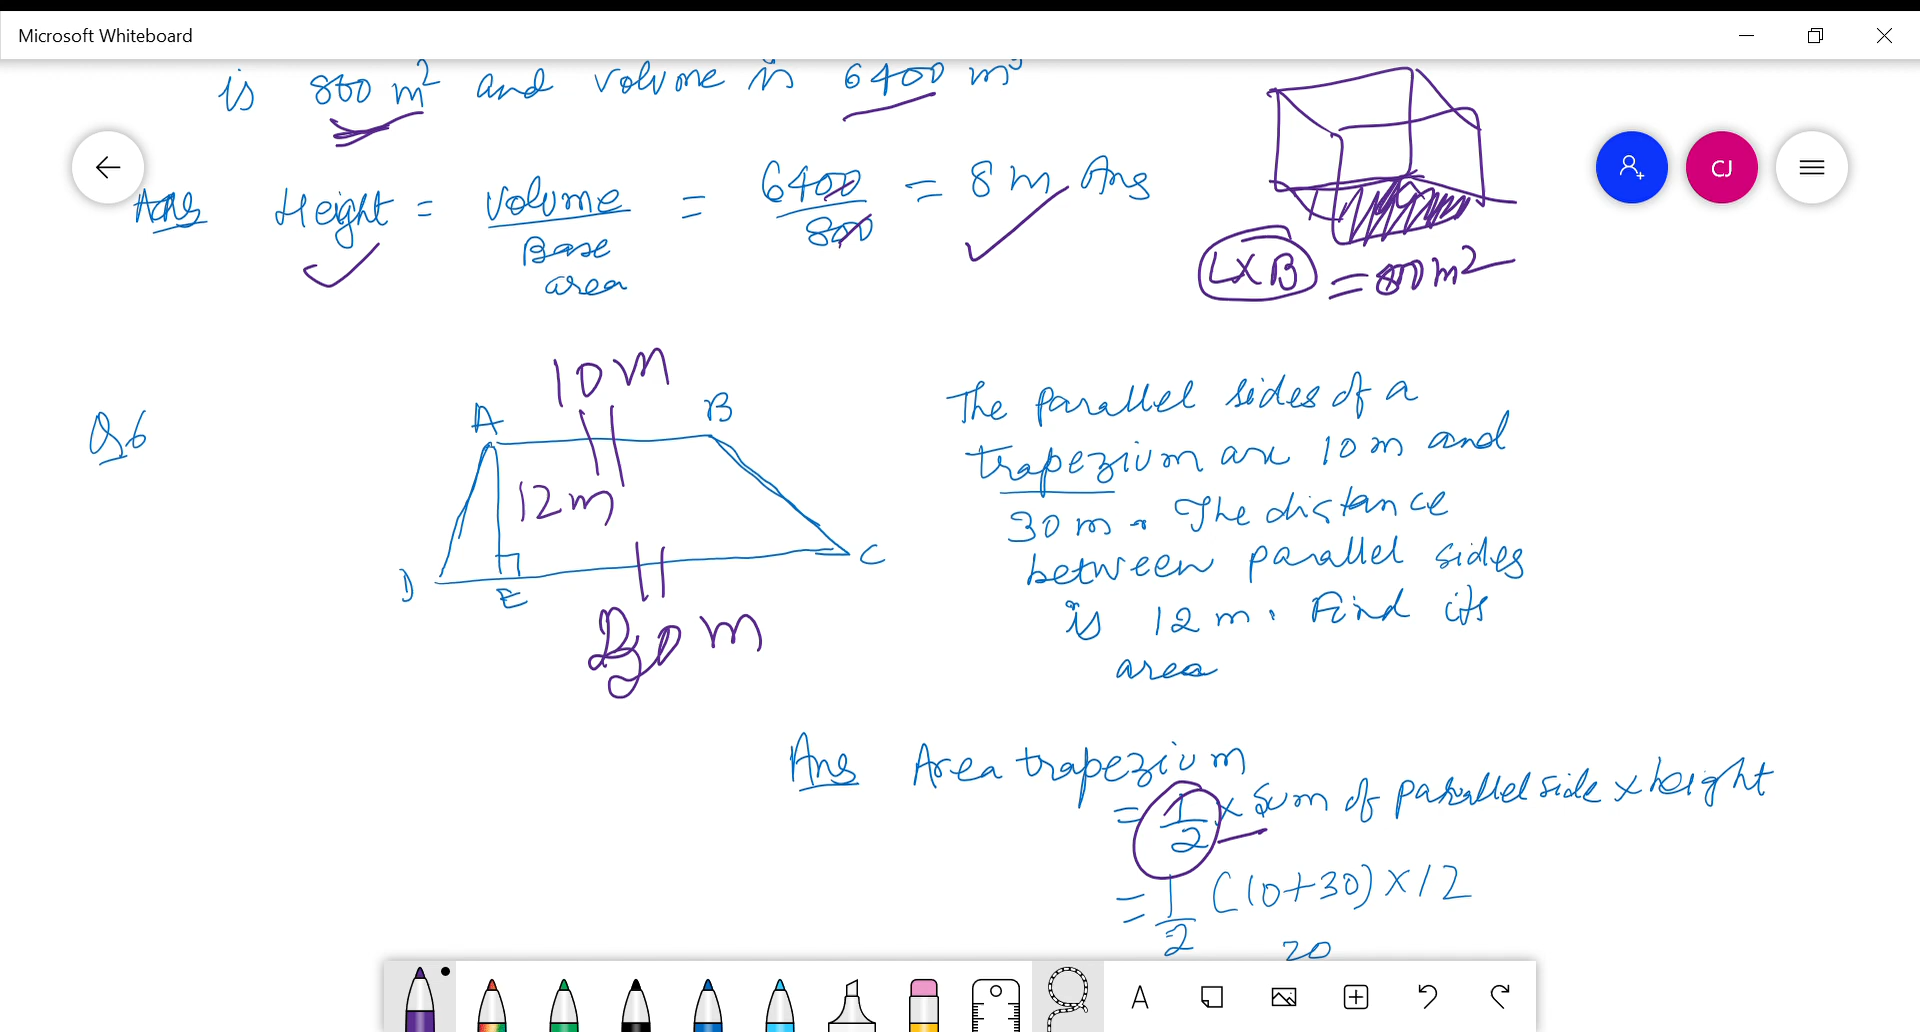 Microsoft Whiteboard
is 800 m² and volume is 6400 m³
Ans Height = Volume / Base area = 6400 / 800 = 8 m Ans
L×B = 800 m²
CJ
Q6
10 m
A B
12 m
D E C
30 m
The parallel sides of a
trapezium are 10 m and
30 m. The distance
between parallel sides
is 12 m. Find its
area
Ans Area trapezium
= 1/2 × Sum of parallel side × height
= 1/2 (10+30) × 12
20
A